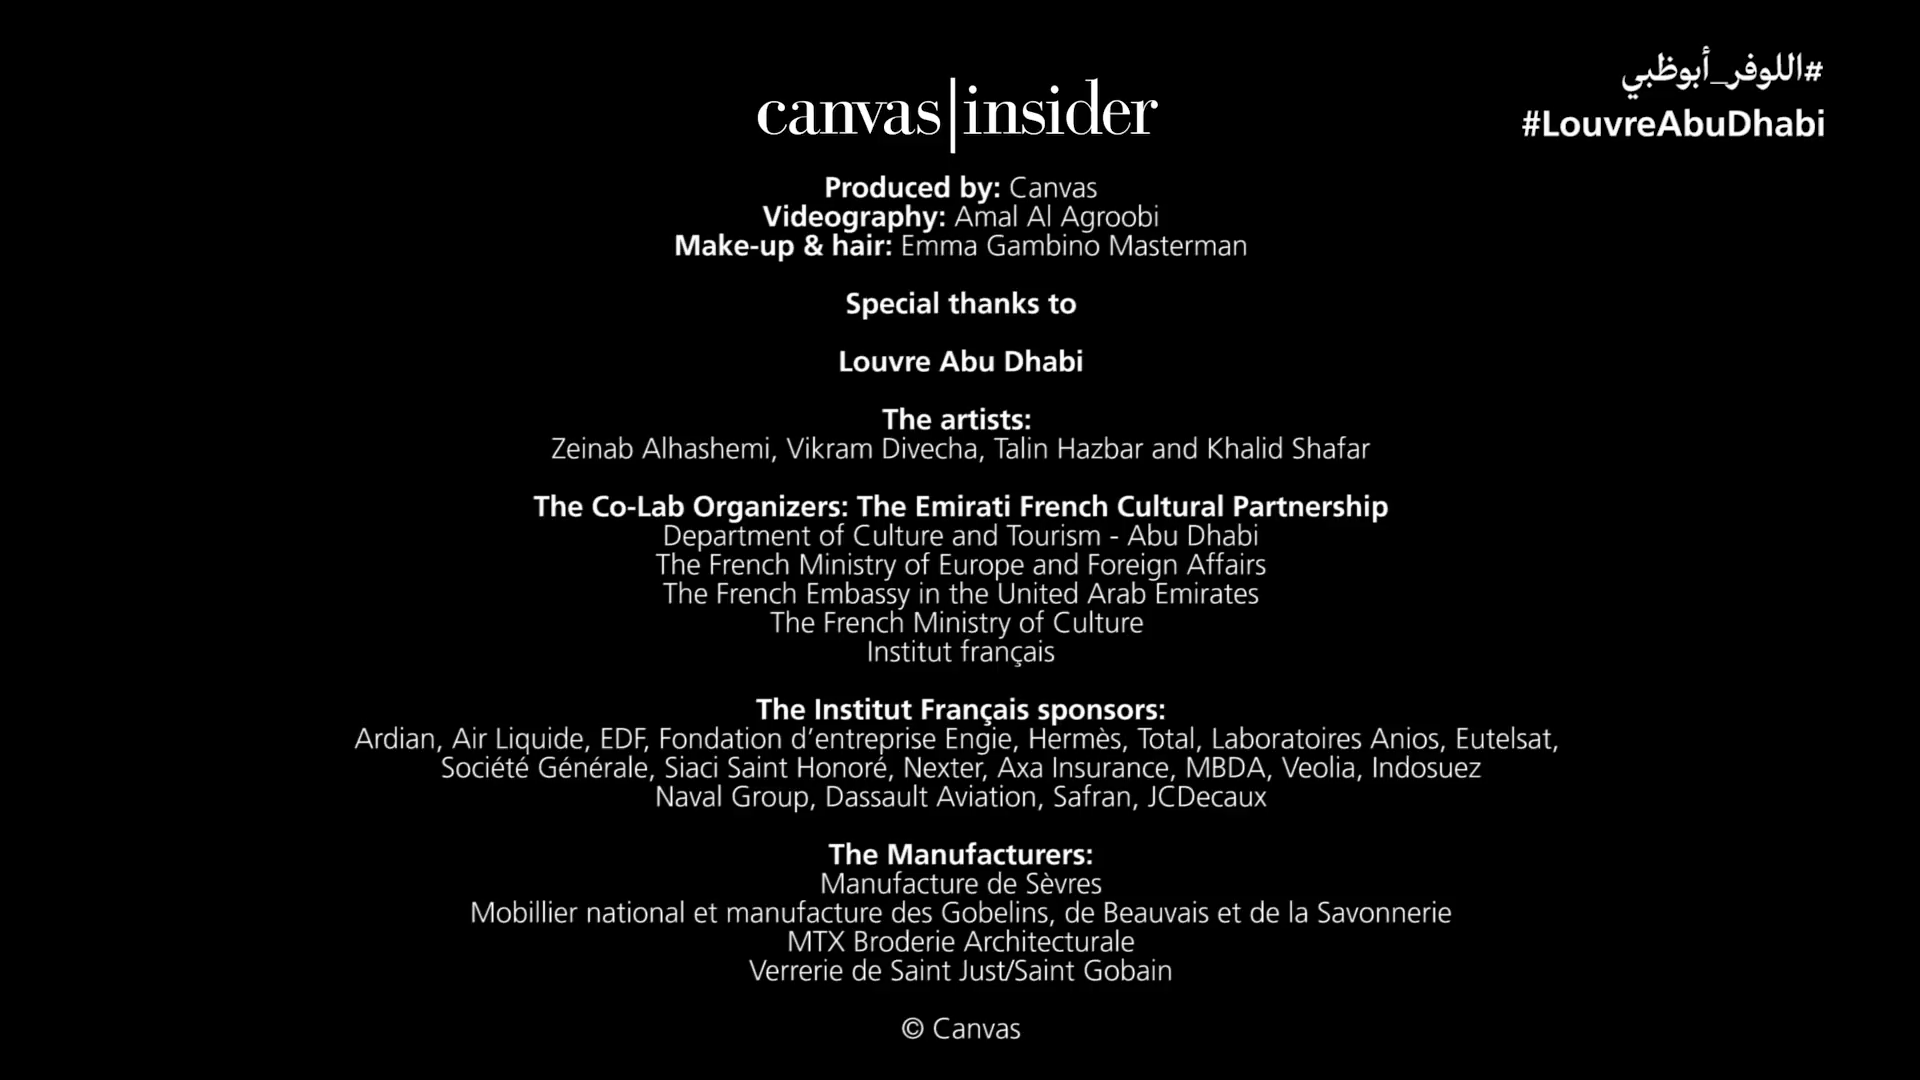 #اللوفر_أبوظبي
#LouvreAbuDhabi
canvas|insider
Produced by: Canvas
Videography: Amal Al Agroobi
Make-up & hair: Emma Gambino Masterman
Special thanks to
Louvre Abu Dhabi
The artists:
Zeinab Alhashemi, Vikram Divecha, Talin Hazbar and Khalid Shafar
The Co-Lab Organizers: The Emirati French Cultural Partnership
Department of Culture and Tourism - Abu Dhabi
The French Ministry of Europe and Foreign Affairs
The French Embassy in the United Arab Emirates
The French Ministry of Culture
Institut français
The Institut Français sponsors:
Ardian, Air Liquide, EDF, Fondation d’entreprise Engie, Hermès, Total, Laboratoires Anios, Eutelsat,
Société Générale, Siaci Saint Honoré, Nexter, Axa Insurance, MBDA, Veolia, Indosuez
Naval Group, Dassault Aviation, Safran, JCDecaux
The Manufacturers:
Manufacture de Sèvres
Mobillier national et manufacture des Gobelins, de Beauvais et de la Savonnerie
MTX Broderie Architecturale
Verrerie de Saint Just/Saint Gobain
© Canvas